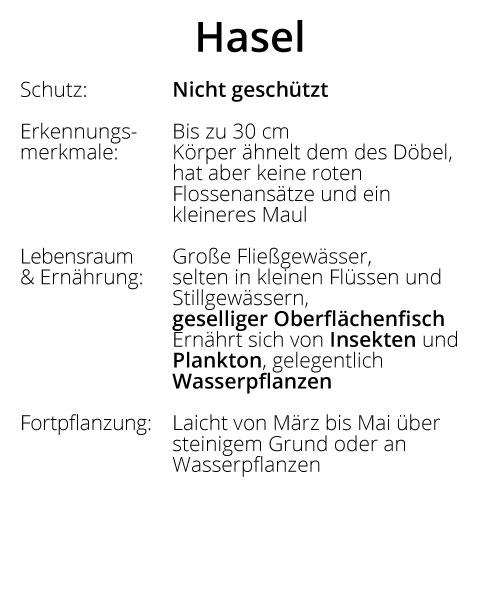 Hasel
Schutz: Nicht geschützt
Erkennungs- Bis zu 30 cm
merkmale: Körper ähnelt dem des Döbel,
hat aber keine roten
Flossenansätze und ein
kleineres Maul
Lebensraum Große Fließgewässer,
& Ernährung: selten in kleinen Flüssen und
Stillgewässern,
geselliger Oberflächenfisch
Ernährt sich von Insekten und
Plankton, gelegentlich
Wasserpflanzen
Fortpflanzung: Laicht von März bis Mai über
steinigem Grund oder an
Wasserpflanzen